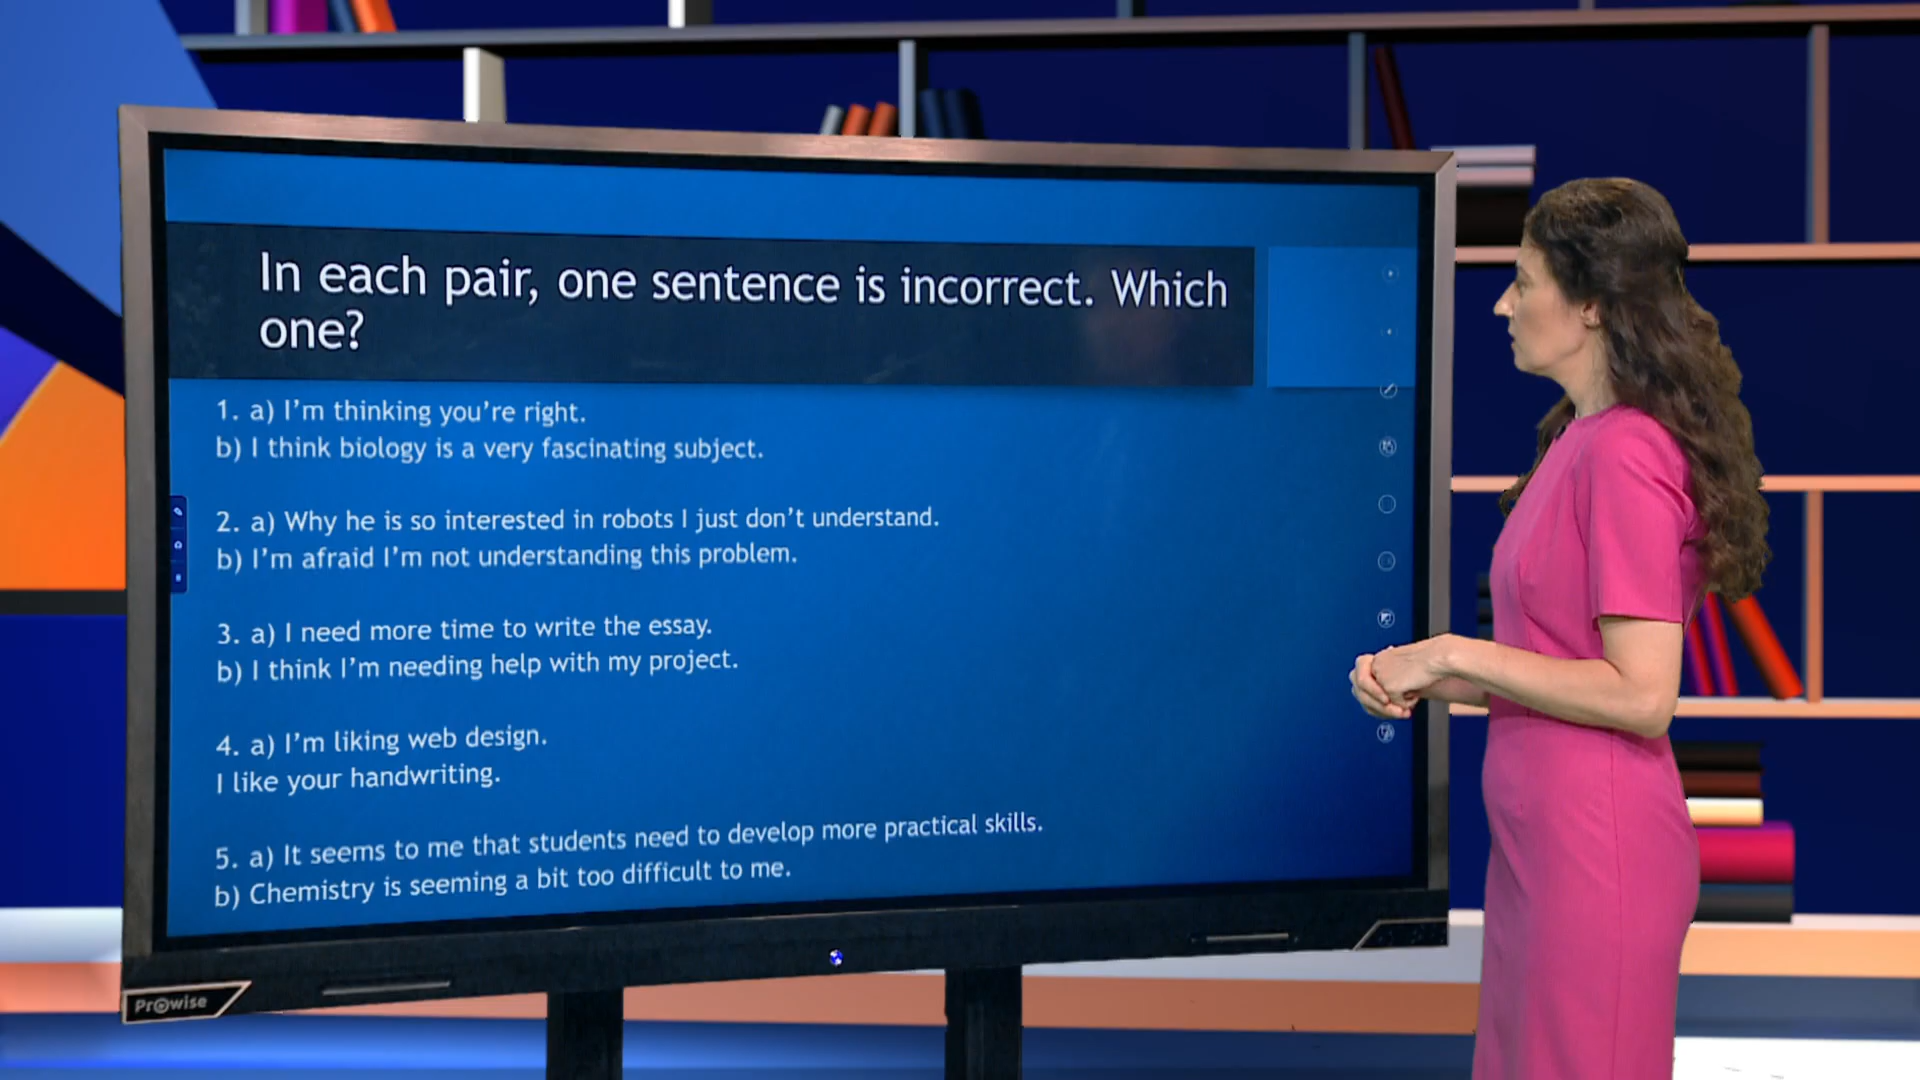 In each pair, one sentence is incorrect. Which
one?
1. a) I'm thinking you're right.
b) I think biology is a very fascinating subject.
2. a) Why he is so interested in robots I just don't understand.
b) I'm afraid I'm not understanding this problem.
3. a) I need more time to write the essay.
b) I think I'm needing help with my project.
4. a) I'm liking web design.
I like your handwriting.
5. a) It seems to me that students need to develop more practical skills.
b) Chemistry is seeming a bit too difficult to me.
Prowise